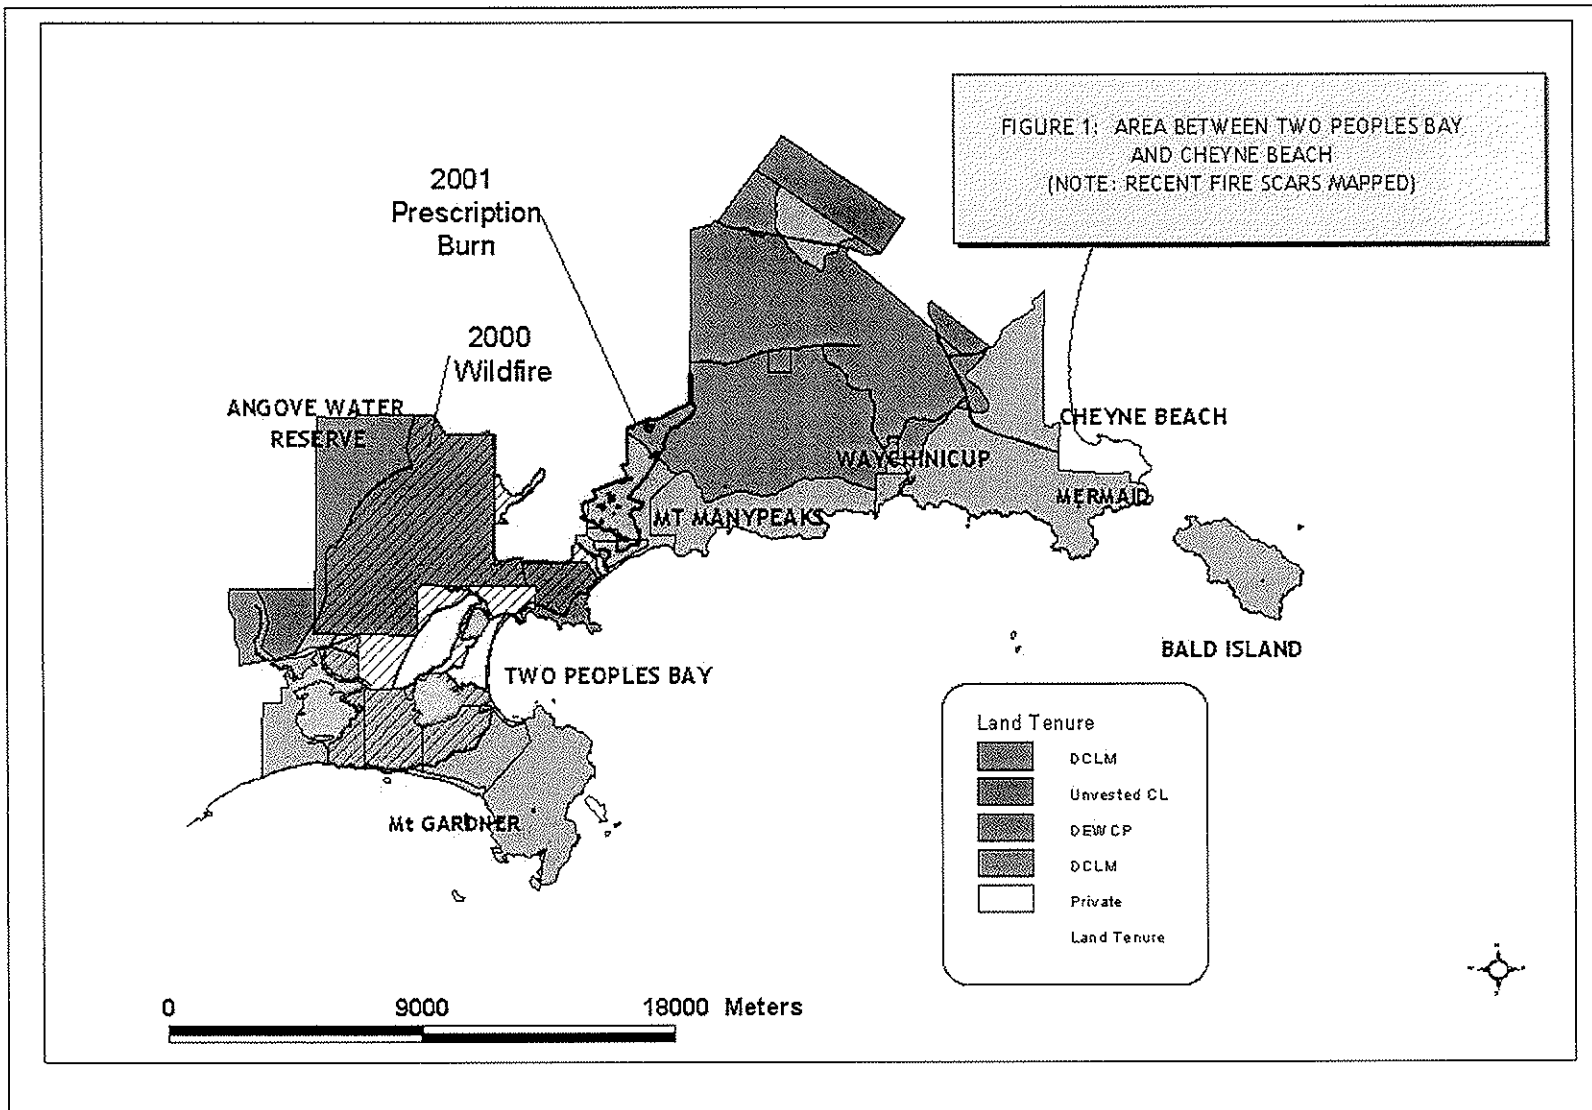 FIGURE 1: AREA BETWEEN TWO PEOPLES BAY
AND CHEYNE BEACH
(NOTE: RECENT FIRE SCARS MAPPED)
2001
Prescription
Burn
2000
Wildfire
ANGOVE WATER
RESERVE
CHEYNE BEACH
WAYCHINICUP
MERMAID
MT MANYPEAKS
BALD ISLAND
TWO PEOPLES BAY
Mt GARDNER
Land Tenure
DCLM
Unvested CL
DEWCP
DCLM
Private
Land Tenure
0 9000 18000 Meters